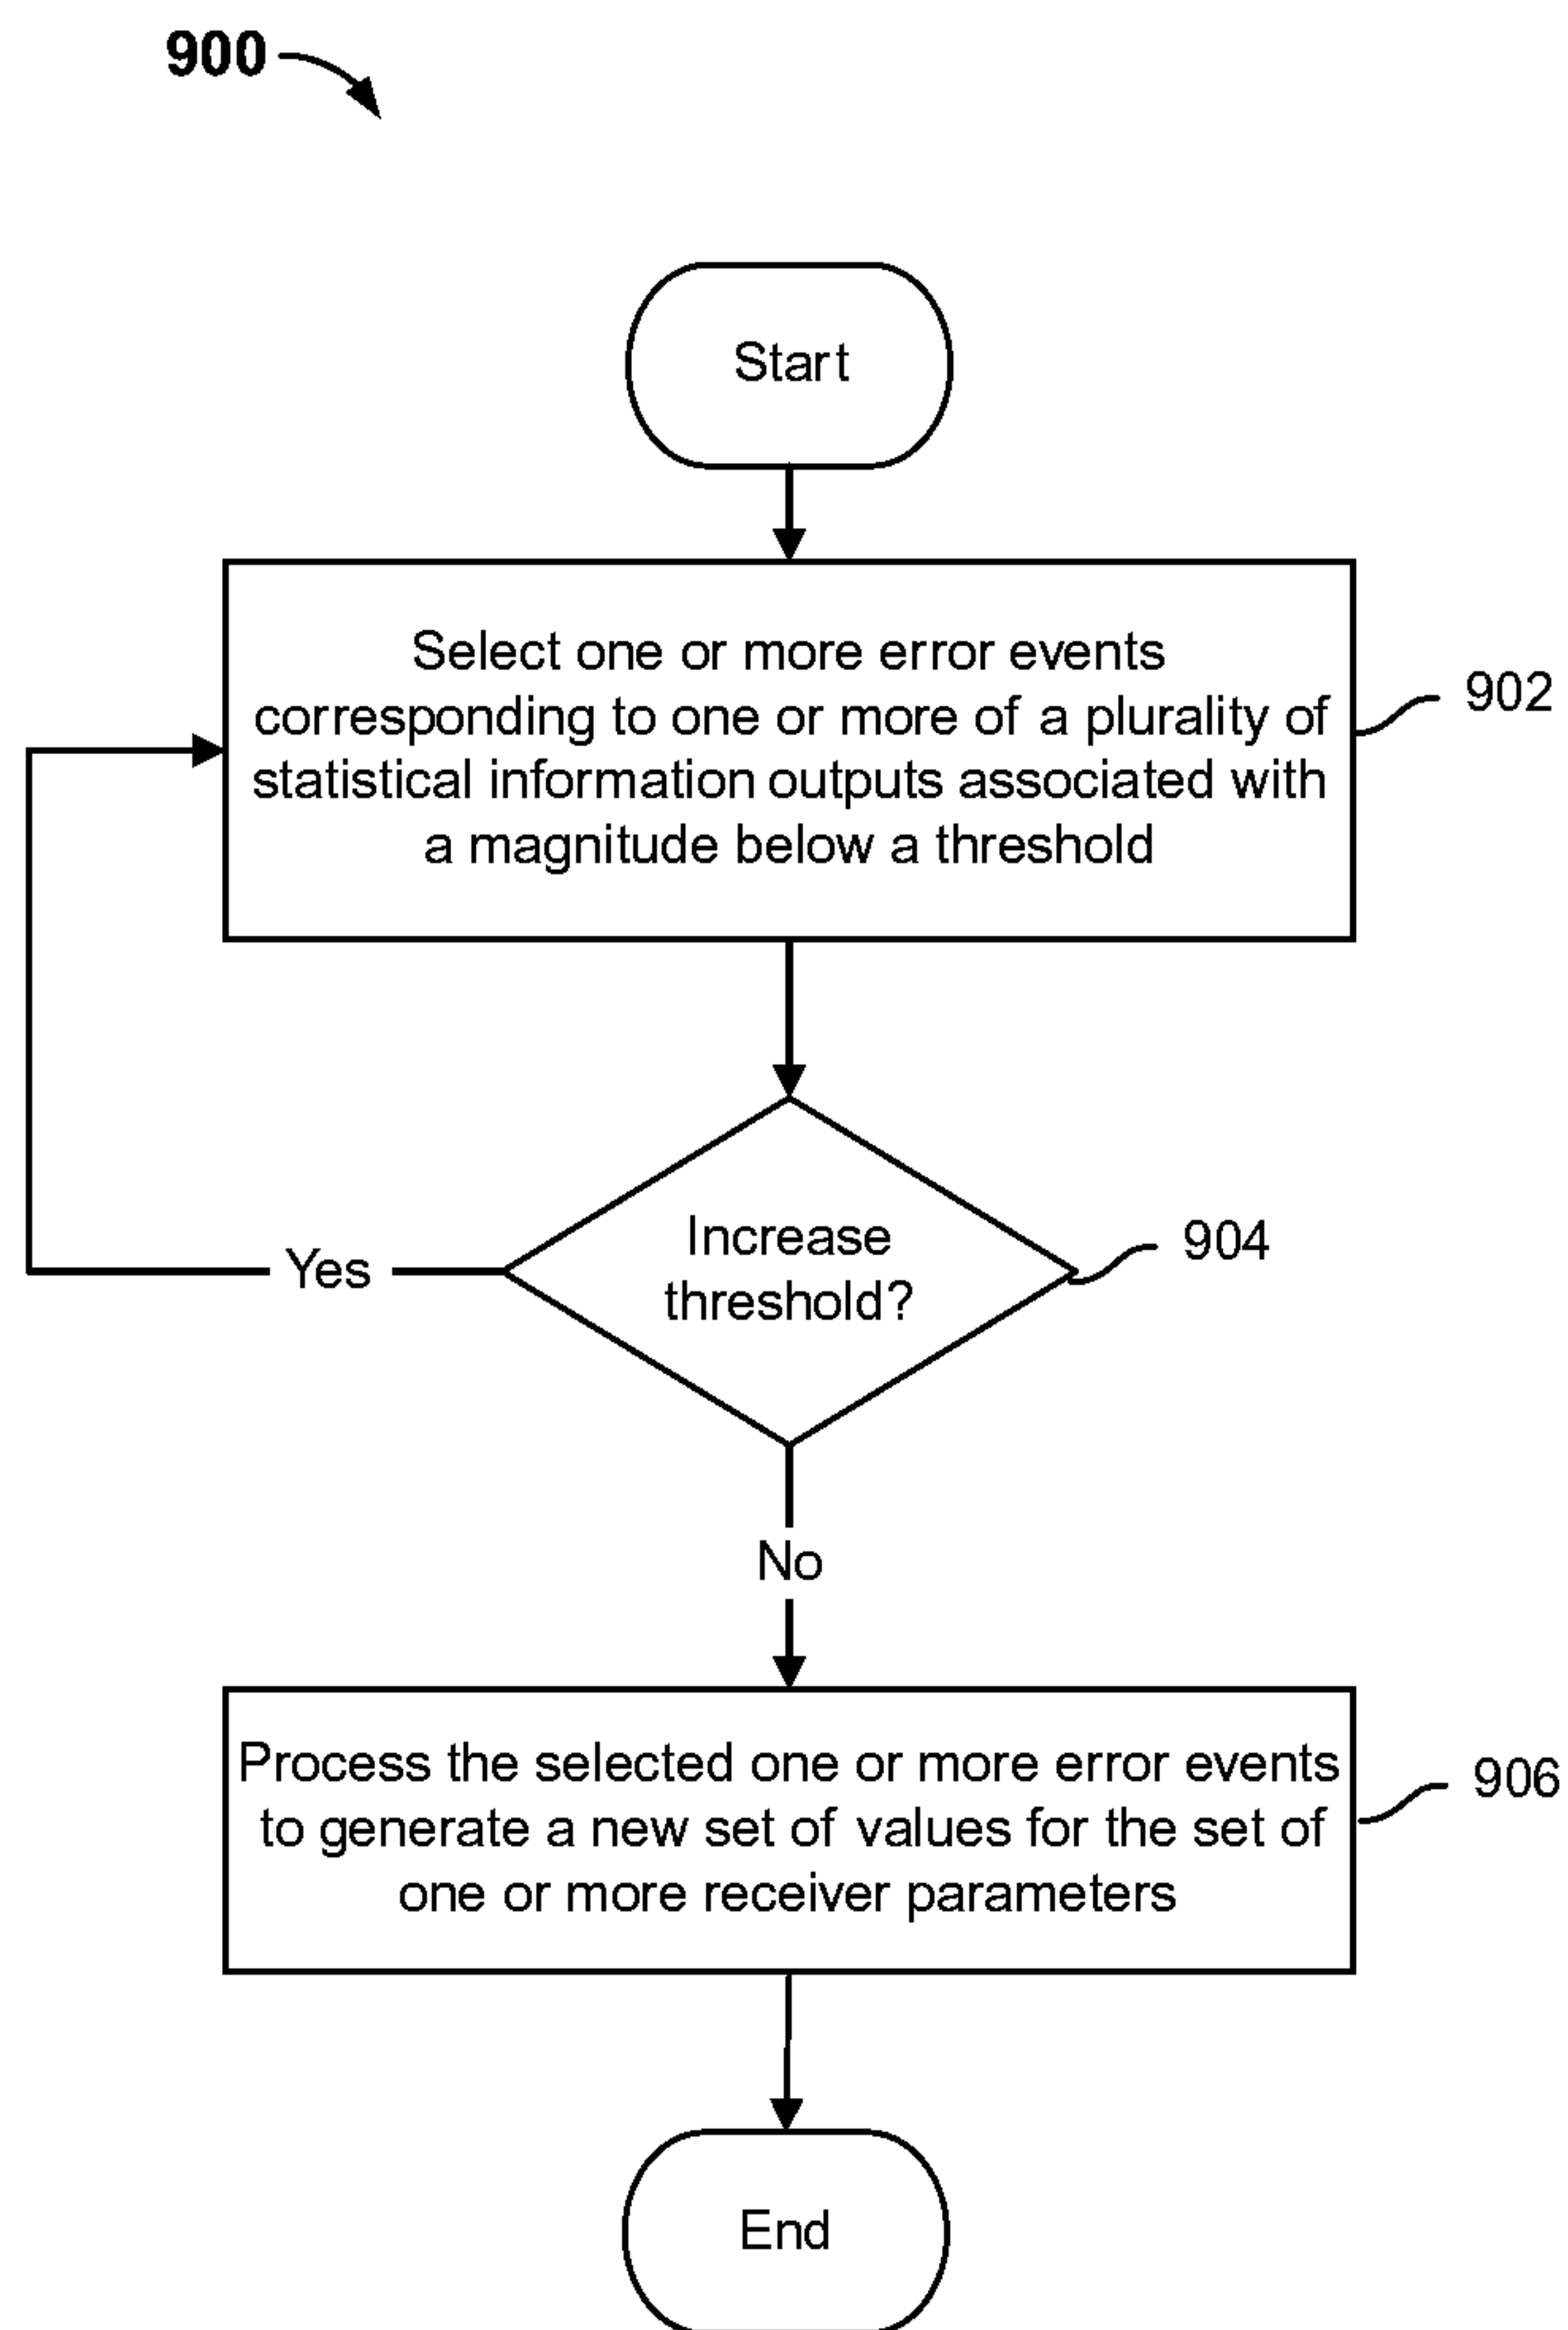 900
Start
Select one or more error events
corresponding to one or more of a plurality of
statistical information outputs associated with
a magnitude below a threshold
902
Increase
threshold?
904
Yes
No
Process the selected one or more error events
to generate a new set of values for the set of
one or more receiver parameters
906
End